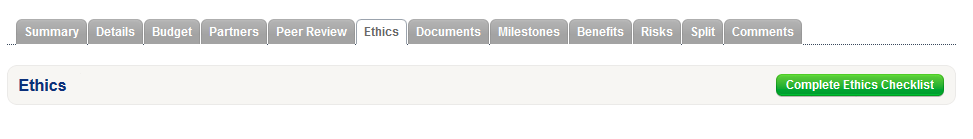 Summary Details Budget Partners Peer Review Ethics Documents Milestones Benefits Risks Split Comments
Ethics Complete Ethics Checklist